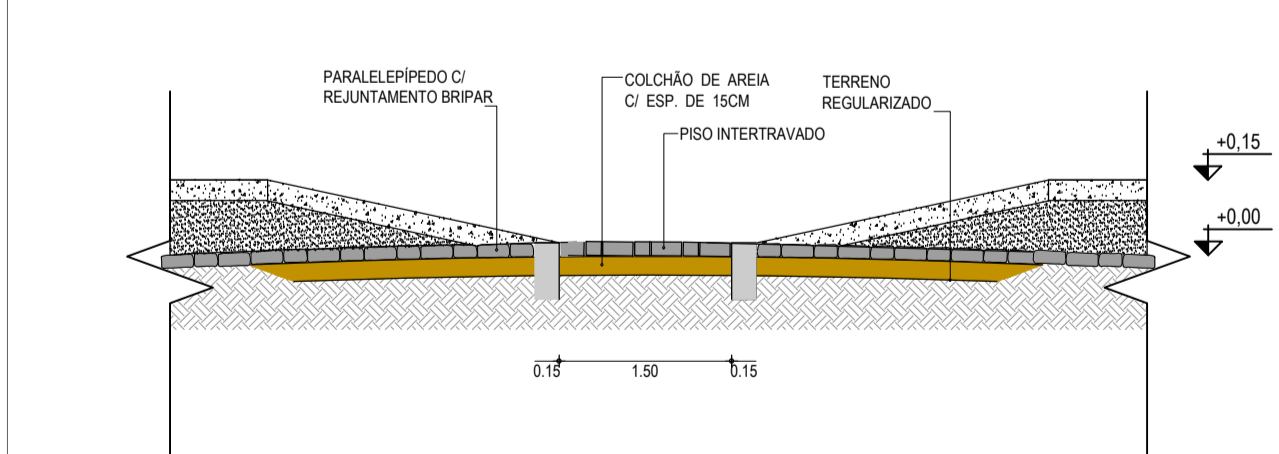 PARALELEPÍPEDO C/
REJUNTAMENTO BRIPAR
COLCHÃO DE AREIA
C/ ESP. DE 15CM
PISO INTERTRAVADO
TERRENO
REGULARIZADO
+0,15
+0,00
0.15 1.50 0.15